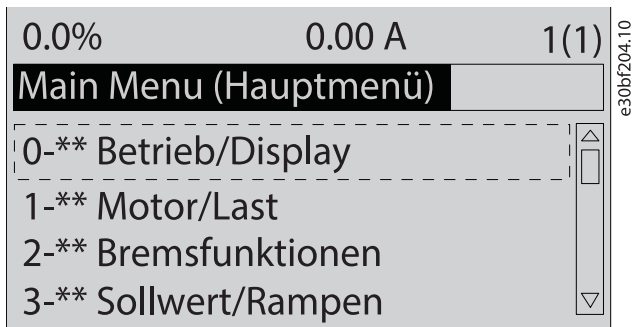 0.0% 0.00 A 1(1)
Main Menu (Hauptmenü)
0-** Betrieb/Display
1-** Motor/Last
2-** Bremsfunktionen
3-** Sollwert/Rampen
e30bf204.10